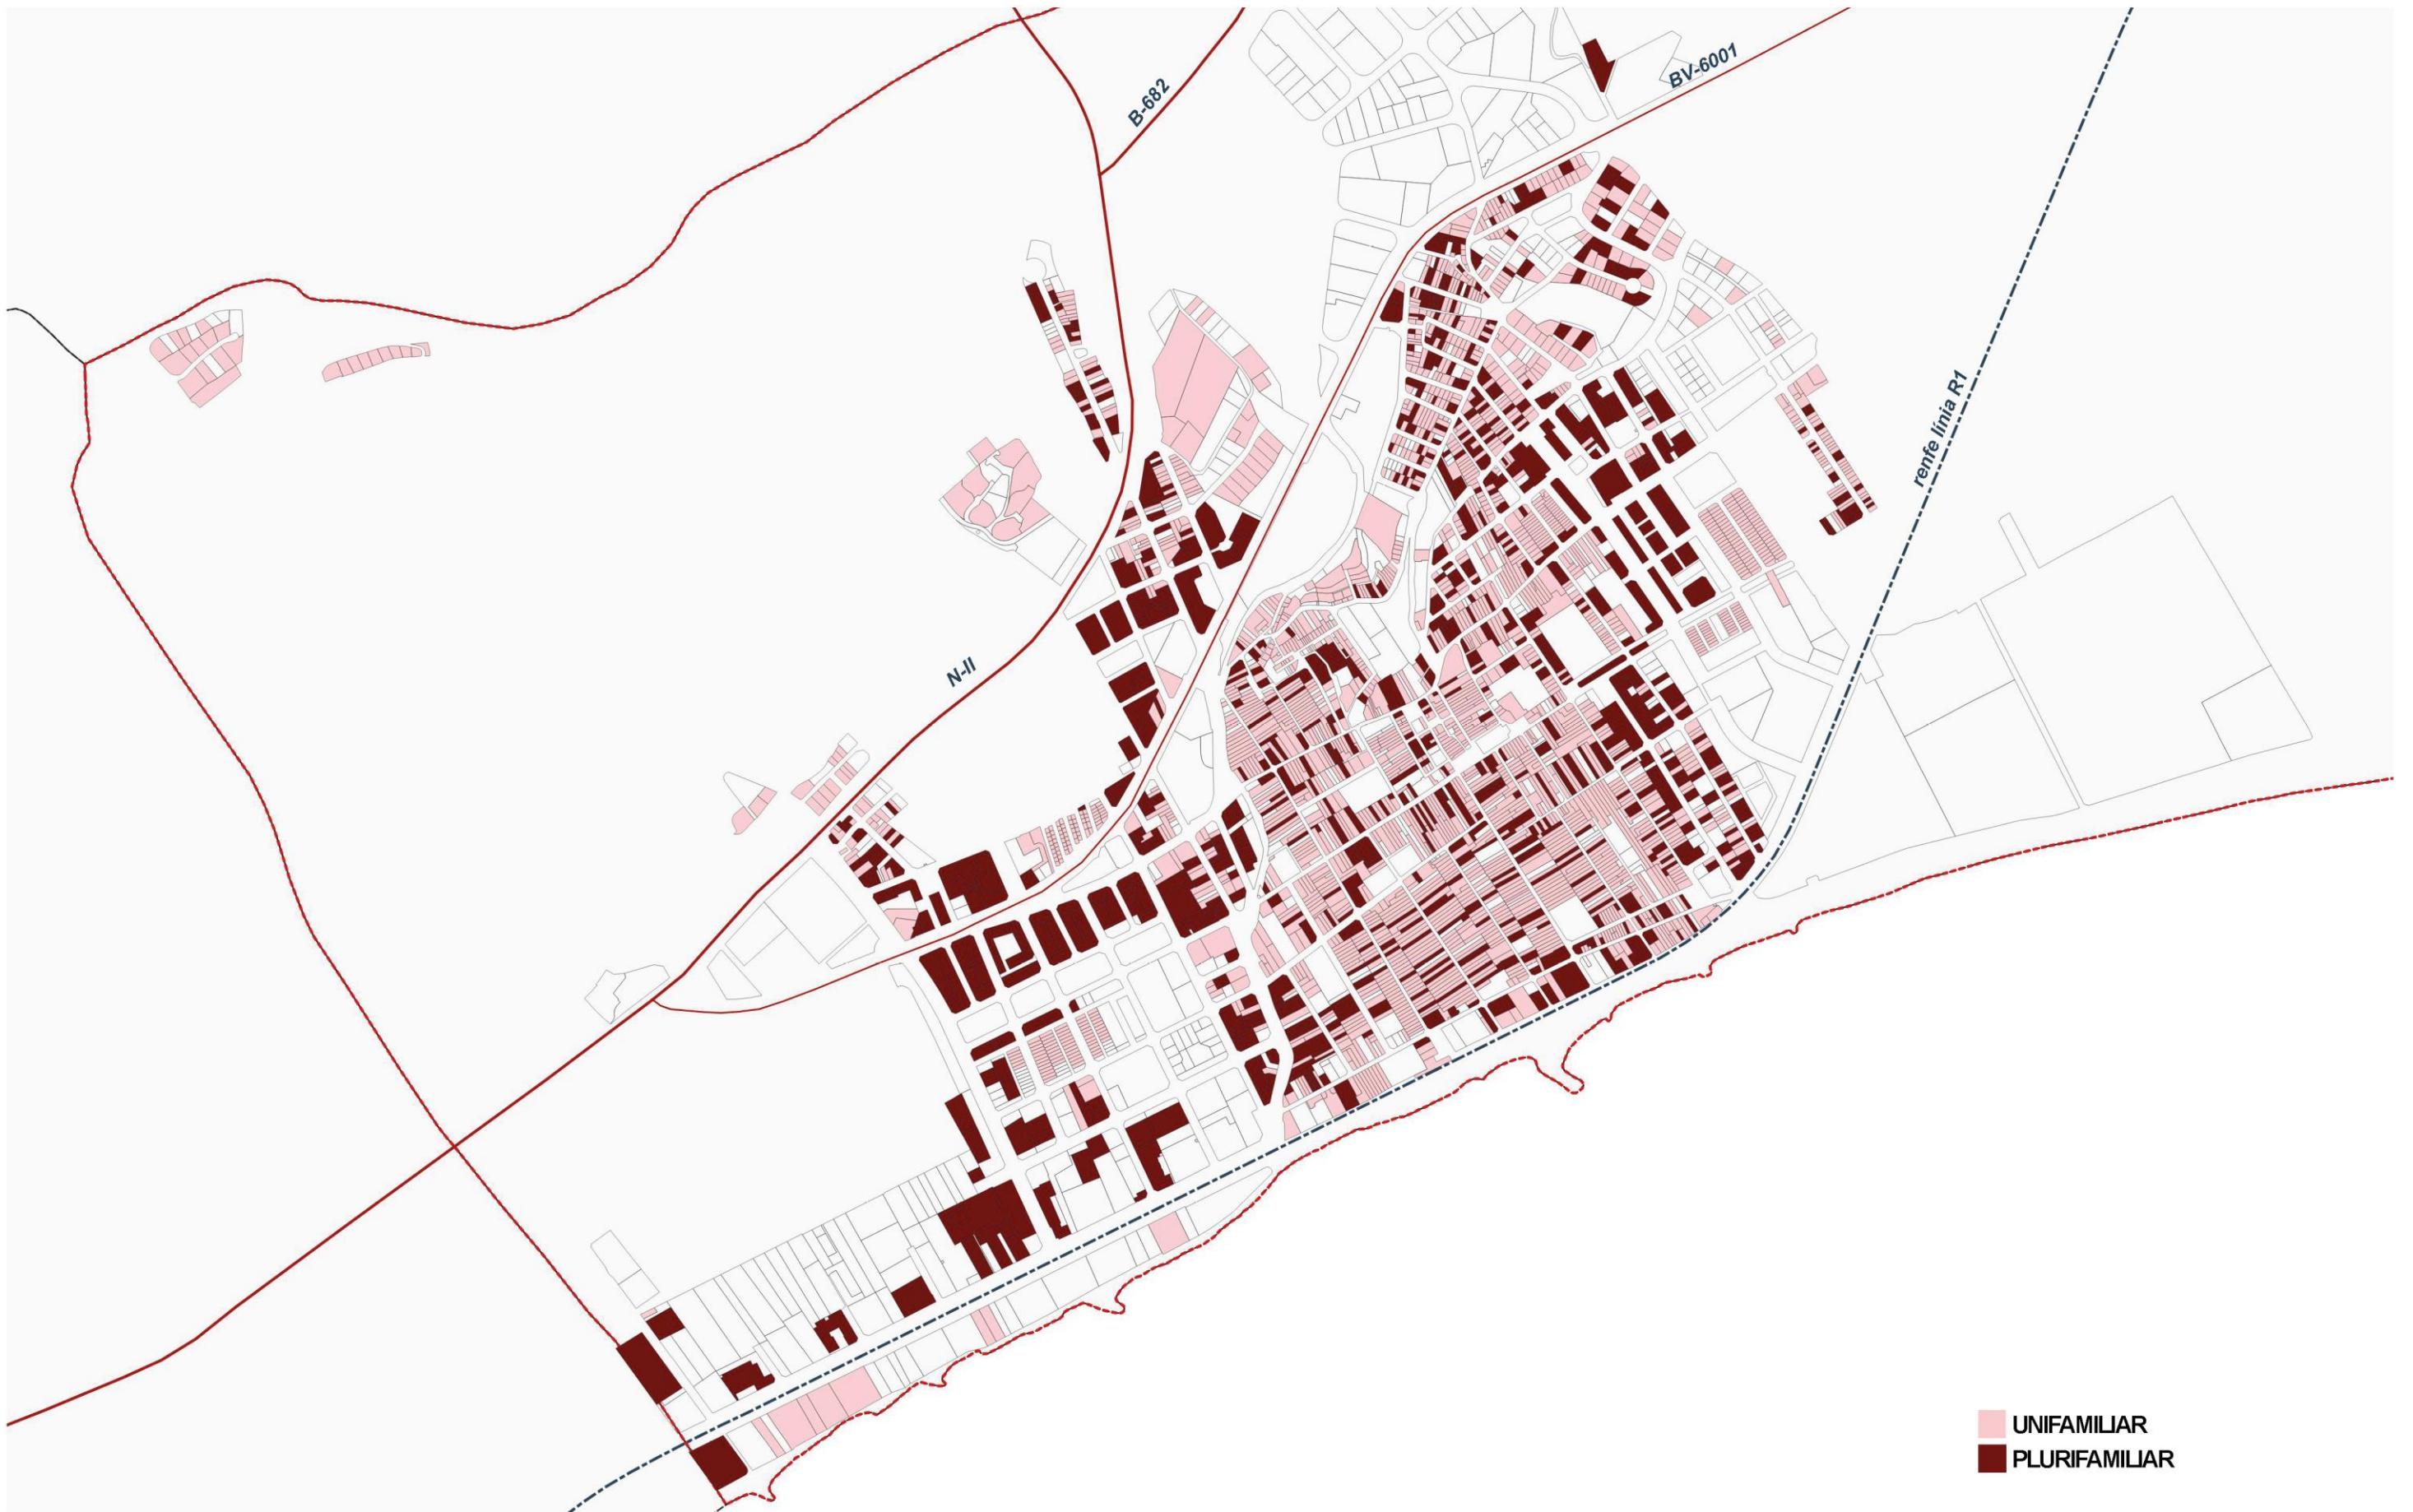 BV-6001
B-682
renfe línia R1
N-II
UNIFAMILIAR
PLURIFAMILIAR